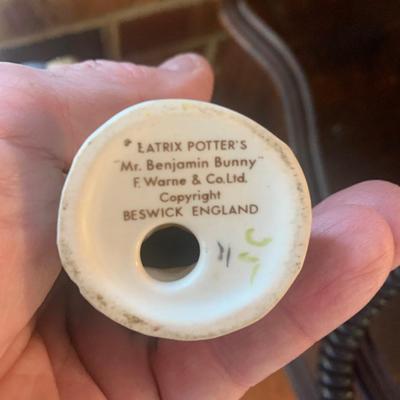 EATRIX POTTER'S
"Mr. Benjamin Bunny"
F. Warne & Co. Ltd.
Copyright
BESWICK ENGLAND